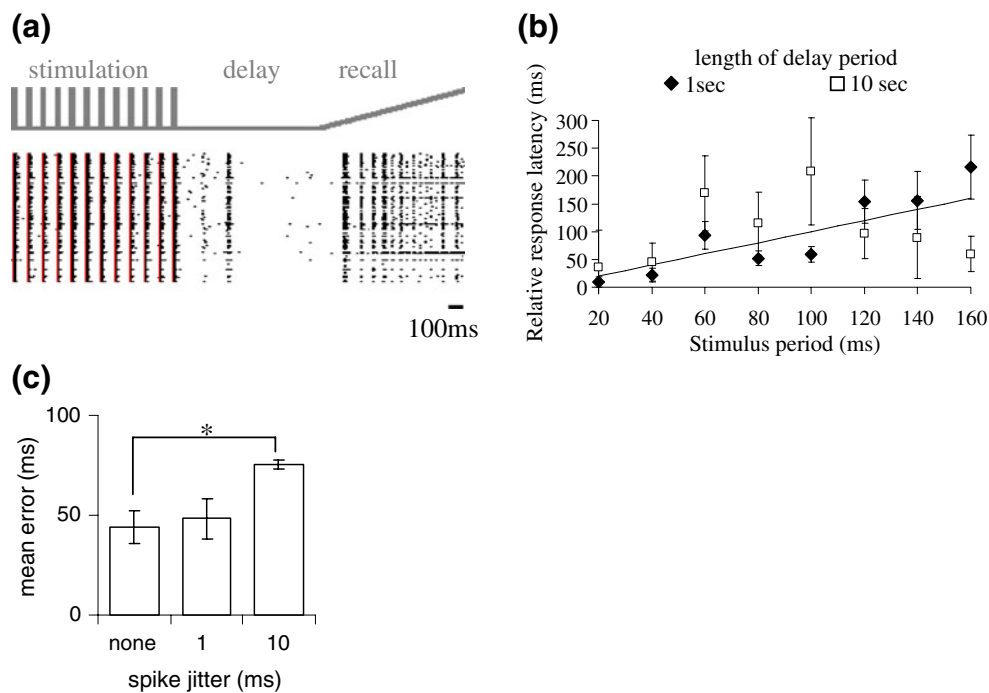 (a)
stimulation delay recall
100ms
(b)
length of delay period
1sec 10 sec
Relative response latency (ms)
300
250
200
150
100
50
0
20 40 60 80 100 120 140 160
Stimulus period (ms)
(c)
mean error (ms)
100
50
0
*
none 1 10
spike jitter (ms)